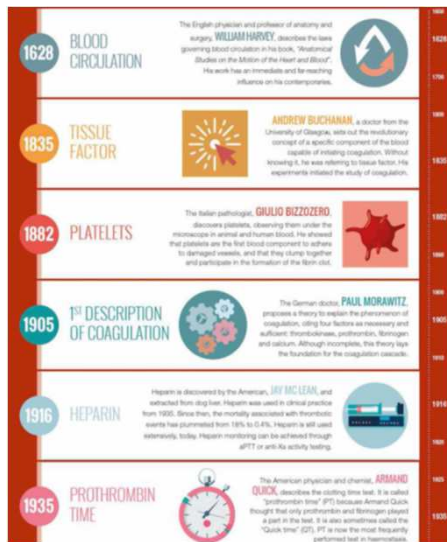 1628
BLOOD
CIRCULATION
The English physician and professor of anatomy and
surgery, WILLIAM HARVEY, describes the laws
governing blood circulation in his book, "Anatomical
Studies on the Motion of the Heart and Blood".
His work has an immediate and far-reaching
influence on his contemporaries.
1835
TISSUE
FACTOR
ANDREW BUCHANAN, a doctor from the
University of Glasgow, sets out the revolutionary
concept of a specific component of the blood
capable of initiating coagulation. Without
knowing it, he was referring to tissue factor. His
experiments initiated the study of coagulation.
1882
PLATELETS
The Italian pathologist, GIULIO BIZZOZERO,
discovers platelets, observing them under the
microscope in animal and human blood. He showed
that platelets are the first blood component to adhere
to damaged vessels, and that they clump together
and participate in the formation of the fibrin clot.
1905
1ST DESCRIPTION
OF COAGULATION
The German doctor, PAUL MORAWITZ,
proposes a theory to explain the phenomenon of
coagulation, citing four factors as necessary and
sufficient: thrombokinase, prothrombin, fibrinogen
and calcium. Although incomplete, this theory lays
the foundation for the coagulation cascade.
1916
HEPARIN
Heparin is discovered by the American, JAY MC LEAN, and
extracted from dog liver. Heparin was used in clinical practice
from 1935. Since then, the mortality associated with thrombotic
events has plummeted from 18% to 0.4%. Heparin is still used
extensively, today. Heparin monitoring can be achieved through
aPTT or anti-Xa activity testing.
1935
PROTHROMBIN
TIME
The American physician and chemist, ARMAND
QUICK, describes the clotting time test. It is called
"prothrombin time" (PT) because Armand Quick
thought that only prothrombin and fibrinogen played
a part in the test. It is also sometimes called the
"Quick time" (QT). PT is now the most frequently
performed test in haemostasis.
1628
1700
1800
1835
1882
1905
1910
1916
1935